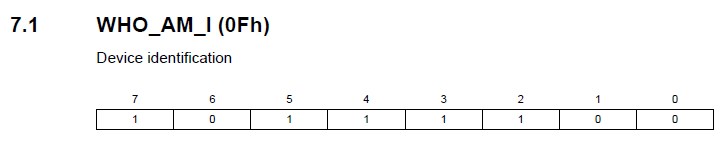 7.1 WHO_AM_I (0Fh)
Device identification
7 6 5 4 3 2 1 0
1 0 1 1 1 1 0 0